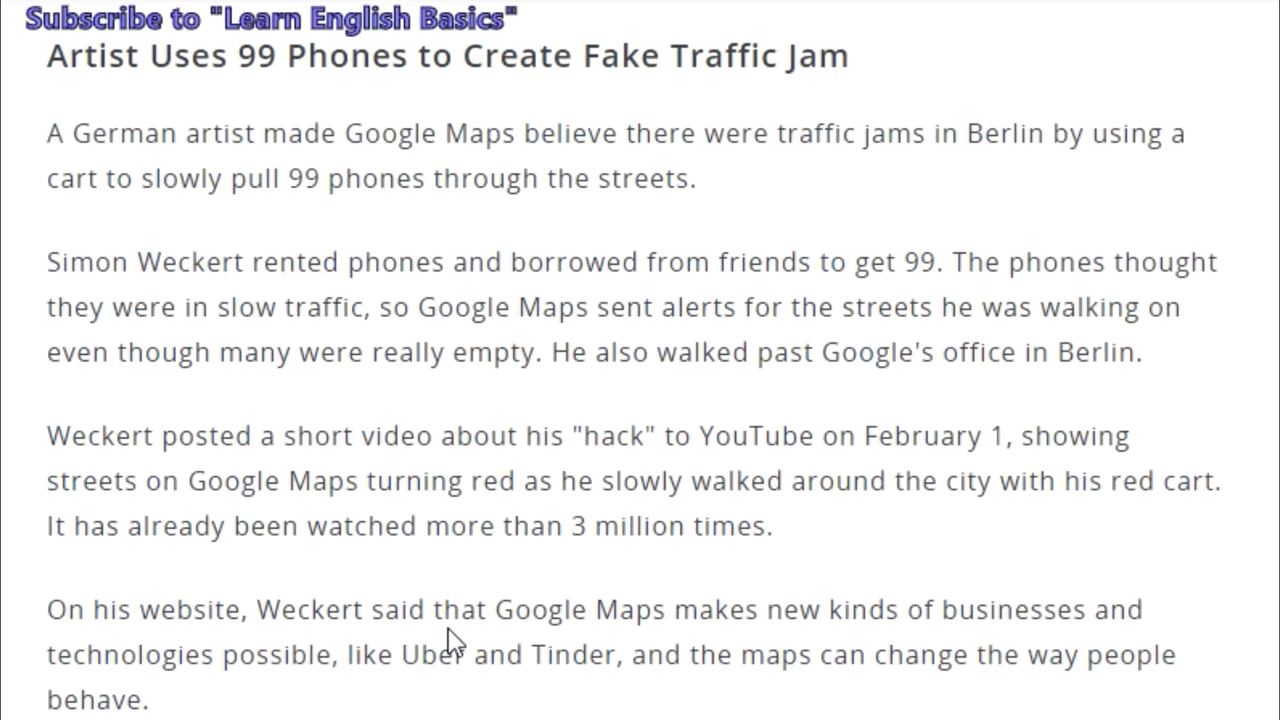 Subscribe to "Learn English Basics"
Artist Uses 99 Phones to Create Fake Traffic Jam
A German artist made Google Maps believe there were traffic jams in Berlin by using a
cart to slowly pull 99 phones through the streets.
Simon Weckert rented phones and borrowed from friends to get 99. The phones thought
they were in slow traffic, so Google Maps sent alerts for the streets he was walking on
even though many were really empty. He also walked past Google's office in Berlin.
Weckert posted a short video about his "hack" to YouTube on February 1, showing
streets on Google Maps turning red as he slowly walked around the city with his red cart.
It has already been watched more than 3 million times.
On his website, Weckert said that Google Maps makes new kinds of businesses and
technologies possible, like Uber and Tinder, and the maps can change the way people
behave.